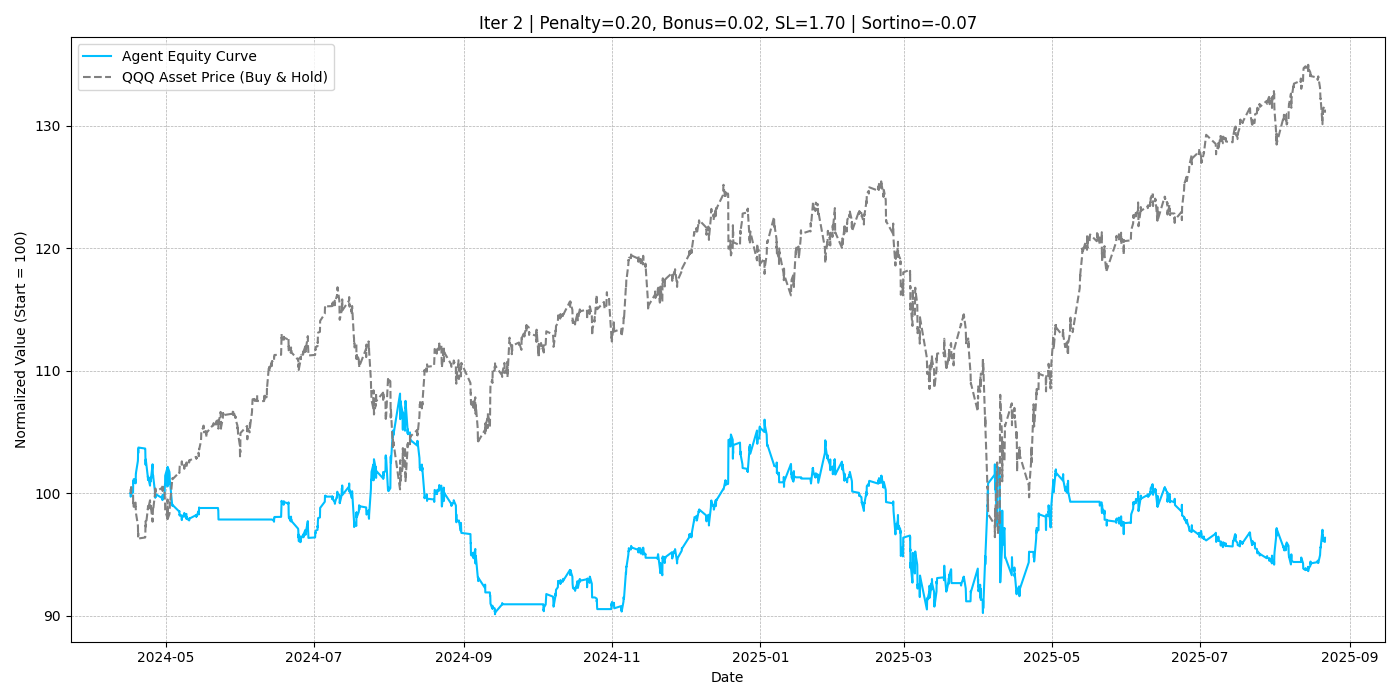 Iter 2 | Penalty=0.20, Bonus=0.02, SL=1.70 | Sortino=-0.07
Agent Equity Curve
QQQ Asset Price (Buy & Hold)
Normalized Value (Start = 100)
130
120
110
100
90
2024-05
2024-07
2024-09
2024-11
2025-01
2025-03
2025-05
2025-07
2025-09
Date